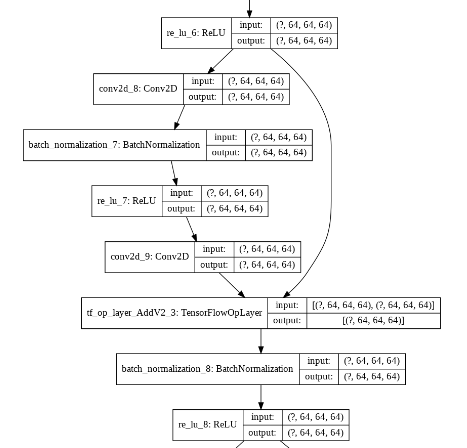 re_lu_6: ReLU input: (?, 64, 64, 64)
output: (?, 64, 64, 64)
conv2d_8: Conv2D input: (?, 64, 64, 64)
output: (?, 64, 64, 64)
batch_normalization_7: BatchNormalization input: (?, 64, 64, 64)
output: (?, 64, 64, 64)
re_lu_7: ReLU input: (?, 64, 64, 64)
output: (?, 64, 64, 64)
conv2d_9: Conv2D input: (?, 64, 64, 64)
output: (?, 64, 64, 64)
tf_op_layer_AddV2_3: TensorFlowOpLayer input: [(?, 64, 64, 64), (?, 64, 64, 64)]
output: [(?, 64, 64, 64)]
batch_normalization_8: BatchNormalization input: (?, 64, 64, 64)
output: (?, 64, 64, 64)
re_lu_8: ReLU input: (?, 64, 64, 64)
output: (?, 64, 64, 64)